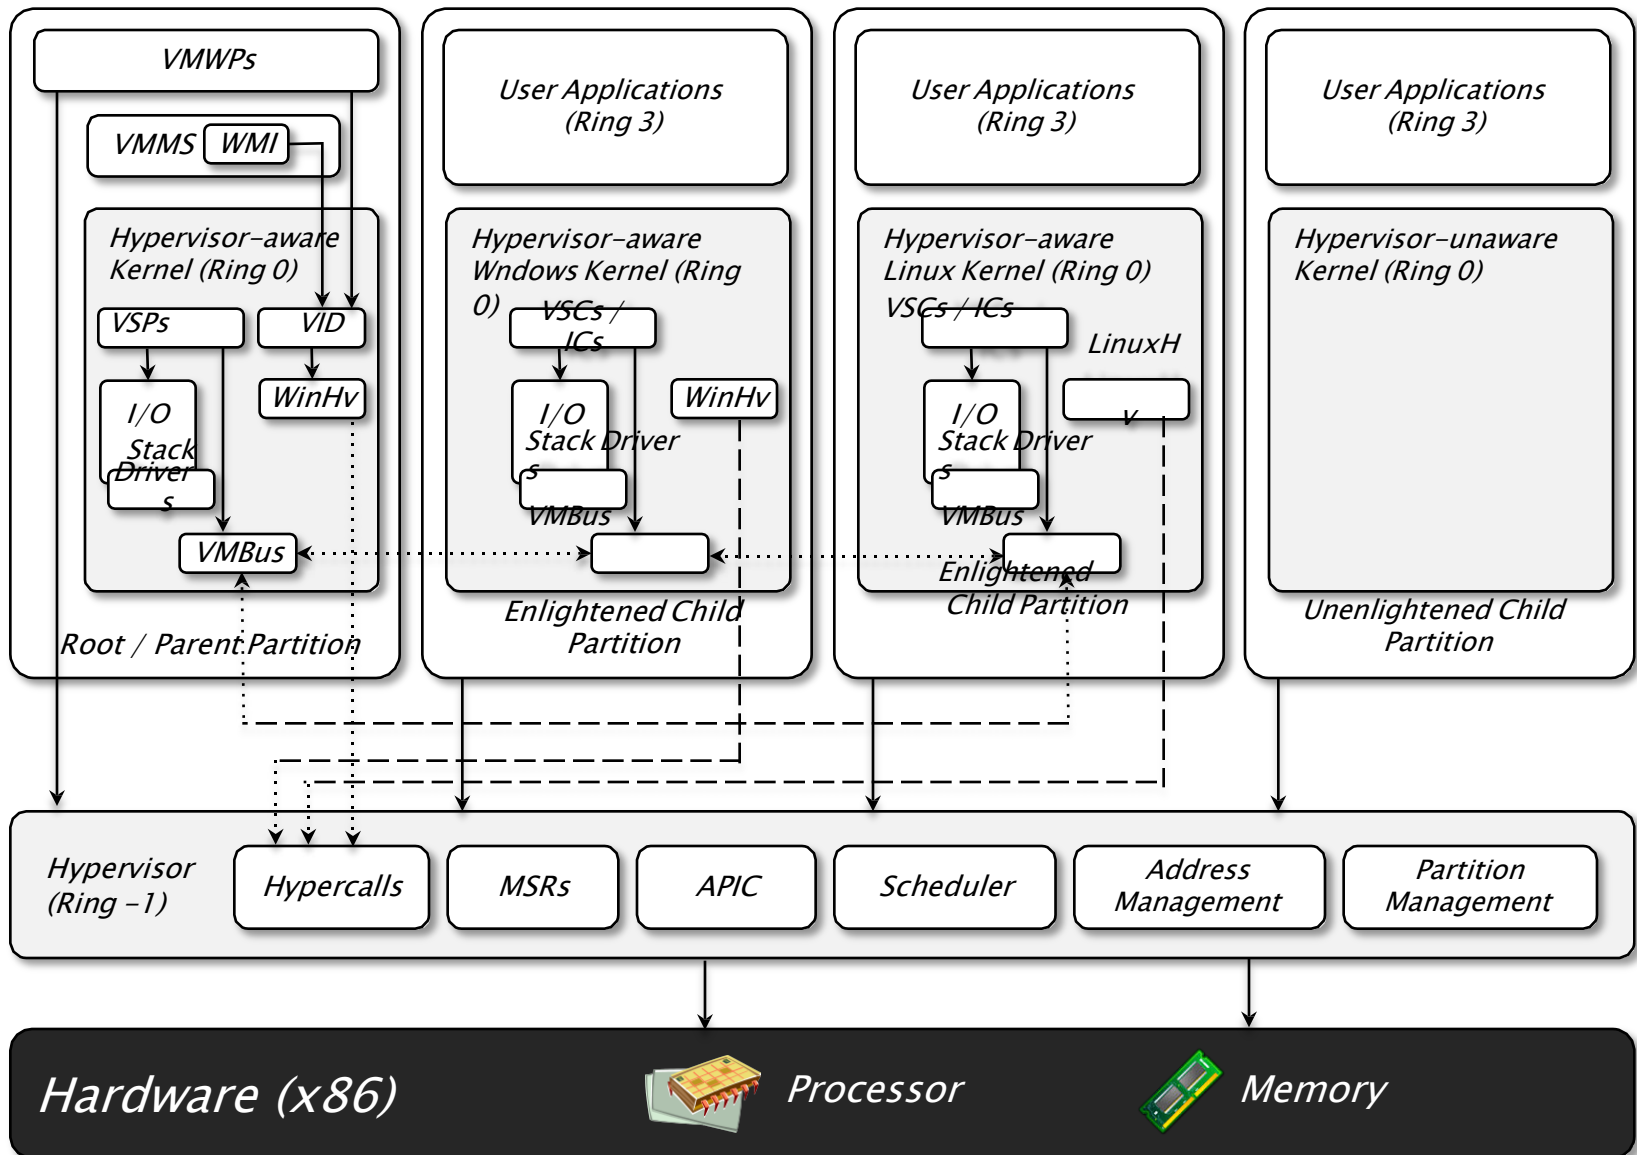 VMWPs
VMMS
WMI
Hypervisor-aware
Kernel (Ring 0)
VSPs
VID
WinHv
I/O
Stack
Driver
s
VMBus
Root / Parent Partition
User Applications
(Ring 3)
Hypervisor-aware
Wndows Kernel (Ring
0)
VSCs /
ICs
WinHv
I/O
Stack Driver
s
VMBus
Enlightened Child
Partition
User Applications
(Ring 3)
Hypervisor-aware
Linux Kernel (Ring 0)
VSCs / ICs
LinuxH
v
I/O
Stack Driver
s
VMBus
Enlightened
Child Partition
User Applications
(Ring 3)
Hypervisor-unaware
Kernel (Ring 0)
Unenlightened Child
Partition
Hypervisor
(Ring -1)
Hypercalls
MSRs
APIC
Scheduler
Address
Management
Partition
Management
Hardware (x86)
Processor
Memory